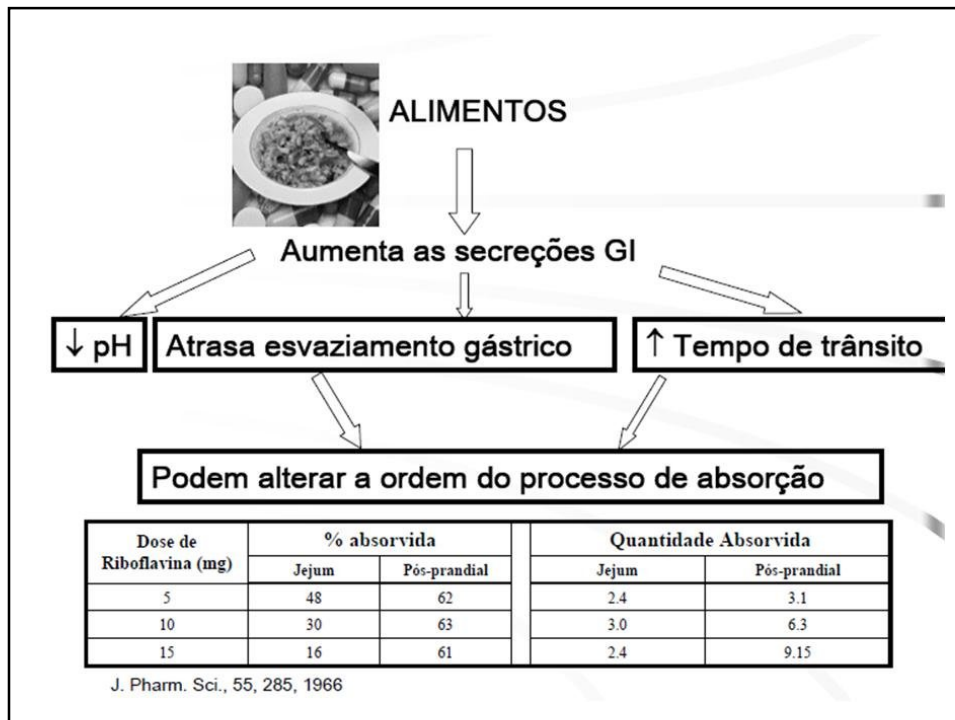 ALIMENTOS
Aumenta as secreções GI
↓ pH
Atrasa esvaziamento gástrico
↑ Tempo de trânsito
Podem alterar a ordem do processo de absorção
Dose de Riboflavina (mg) % absorvida Quantidade Absorvida
Jejum Pós-prandial Jejum Pós-prandial
5 48 62 2.4 3.1
10 30 63 3.0 6.3
15 16 61 2.4 9.15
J. Pharm. Sci., 55, 285, 1966